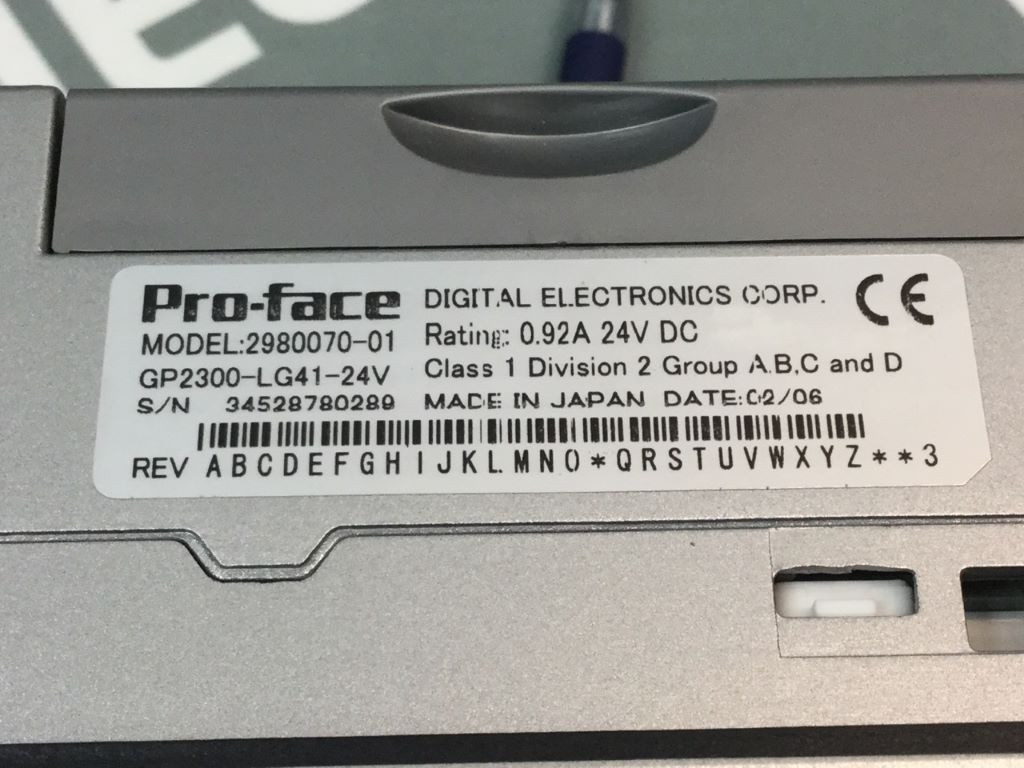 Pro-face DIGITAL ELECTRONICS CORP. CE
MODEL:2980070-01 Rating: 0.92A 24V DC
GP2300-LG41-24V Class 1 Division 2 Group A,B,C and D
S/N 34528780289 MADE IN JAPAN DATE:02/06
REV A B C D E F G H I J K L M N O * Q R S T U V W X Y Z * * 3